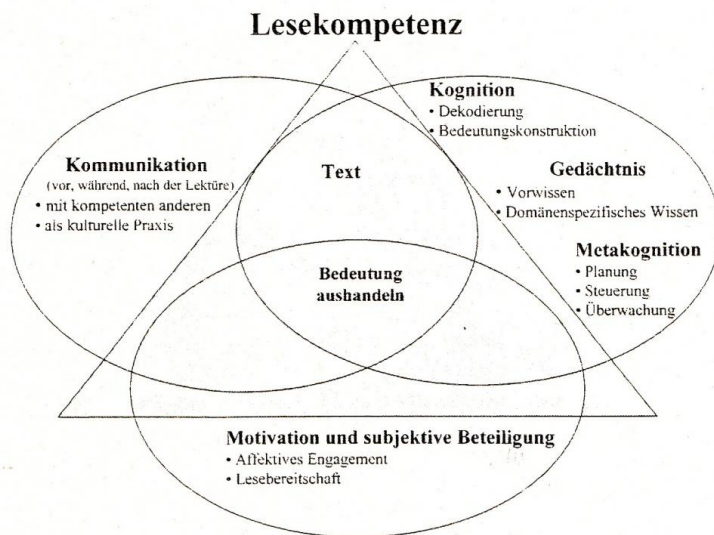 Lesekompetenz
Kognition
• Dekodierung
• Bedeutungskonstruktion
Kommunikation
(vor, während, nach der Lektüre)
• mit kompetenten anderen
• als kulturelle Praxis
Text
Gedächtnis
• Vorwissen
• Domänenspezifisches Wissen
Metakognition
• Planung
• Steuerung
• Überwachung
Bedeutung
aushandeln
Motivation und subjektive Beteiligung
• Affektives Engagement
• Lesebereitschaft